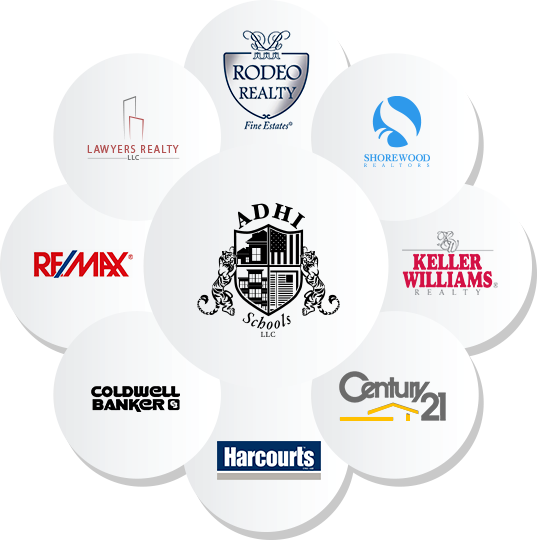 RODEO
REALTY
Fine Estates®
LAWYERS REALTY
LLC
SHOREWOOD
REALTORS
ADHI
Schools
LLC
RE/MAX®
KW
KELLER
WILLIAMS®
REALTY
COLDWELL
BANKER
Century
21
Harcourts